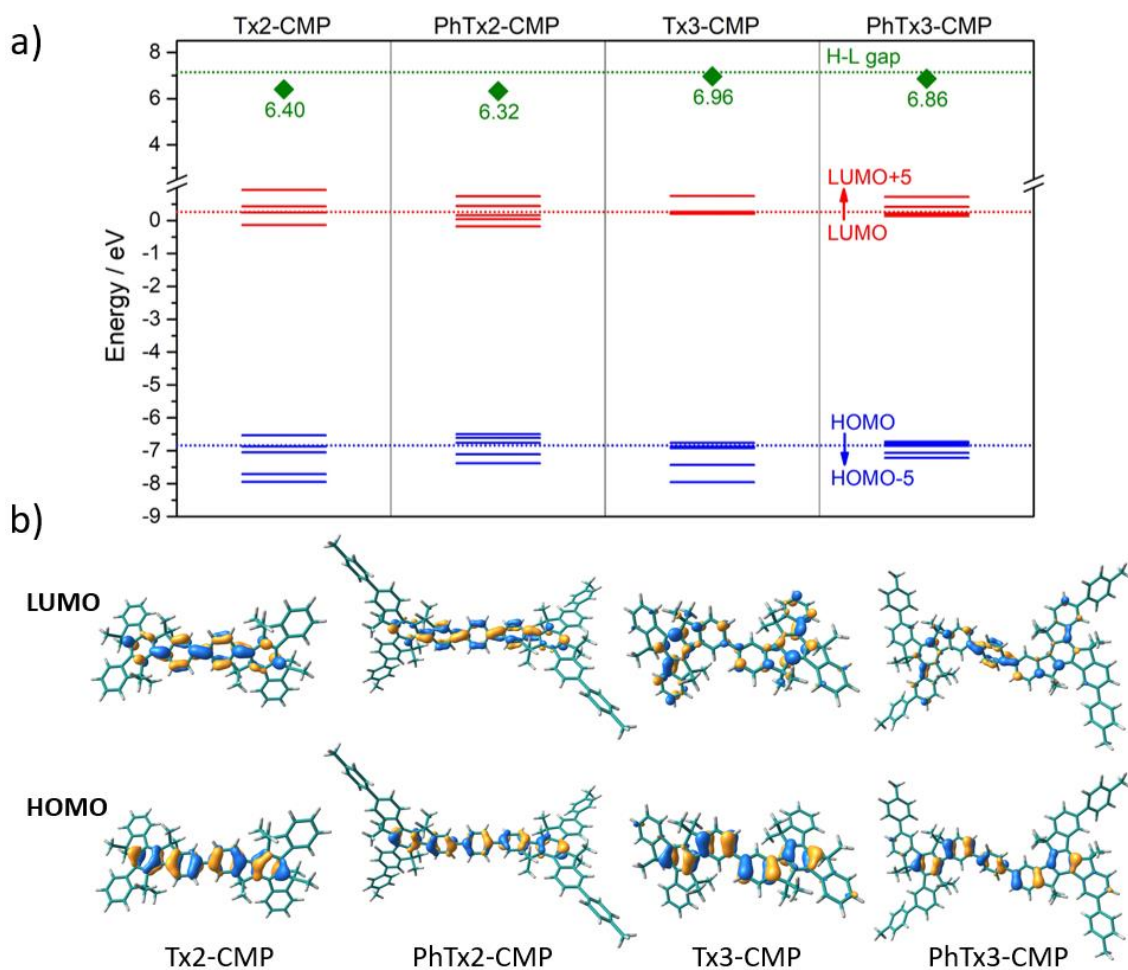 a)
Tx2-CMP PhTx2-CMP Tx3-CMP PhTx3-CMP
8
H-L gap
6
6.40 6.32 6.96 6.86
4
LUMO+5
0
LUMO
-1
-2
Energy / eV
-3
-4
-5
-6
HOMO
-7
HOMO-5
-8
-9
b)
LUMO
HOMO
Tx2-CMP PhTx2-CMP Tx3-CMP PhTx3-CMP